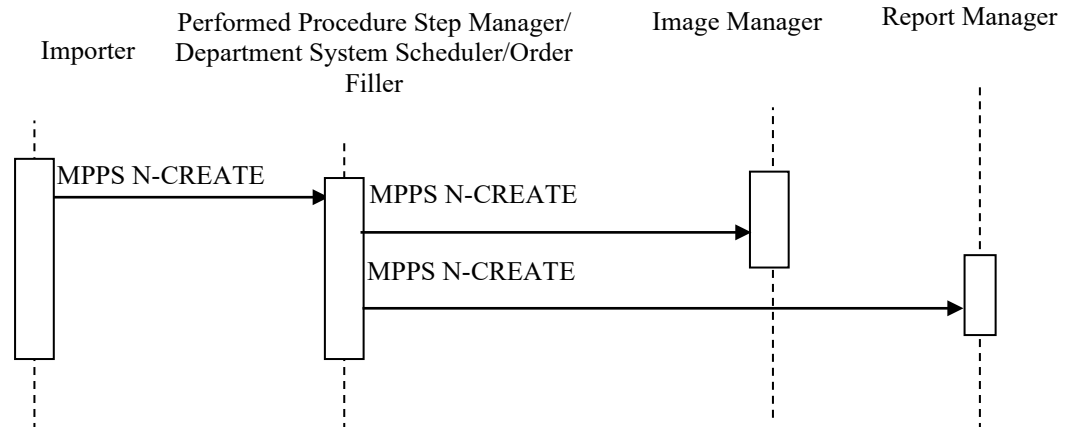 Importer
Performed Procedure Step Manager/
Department System Scheduler/Order
Filler
Image Manager
Report Manager
MPPS N-CREATE
MPPS N-CREATE
MPPS N-CREATE